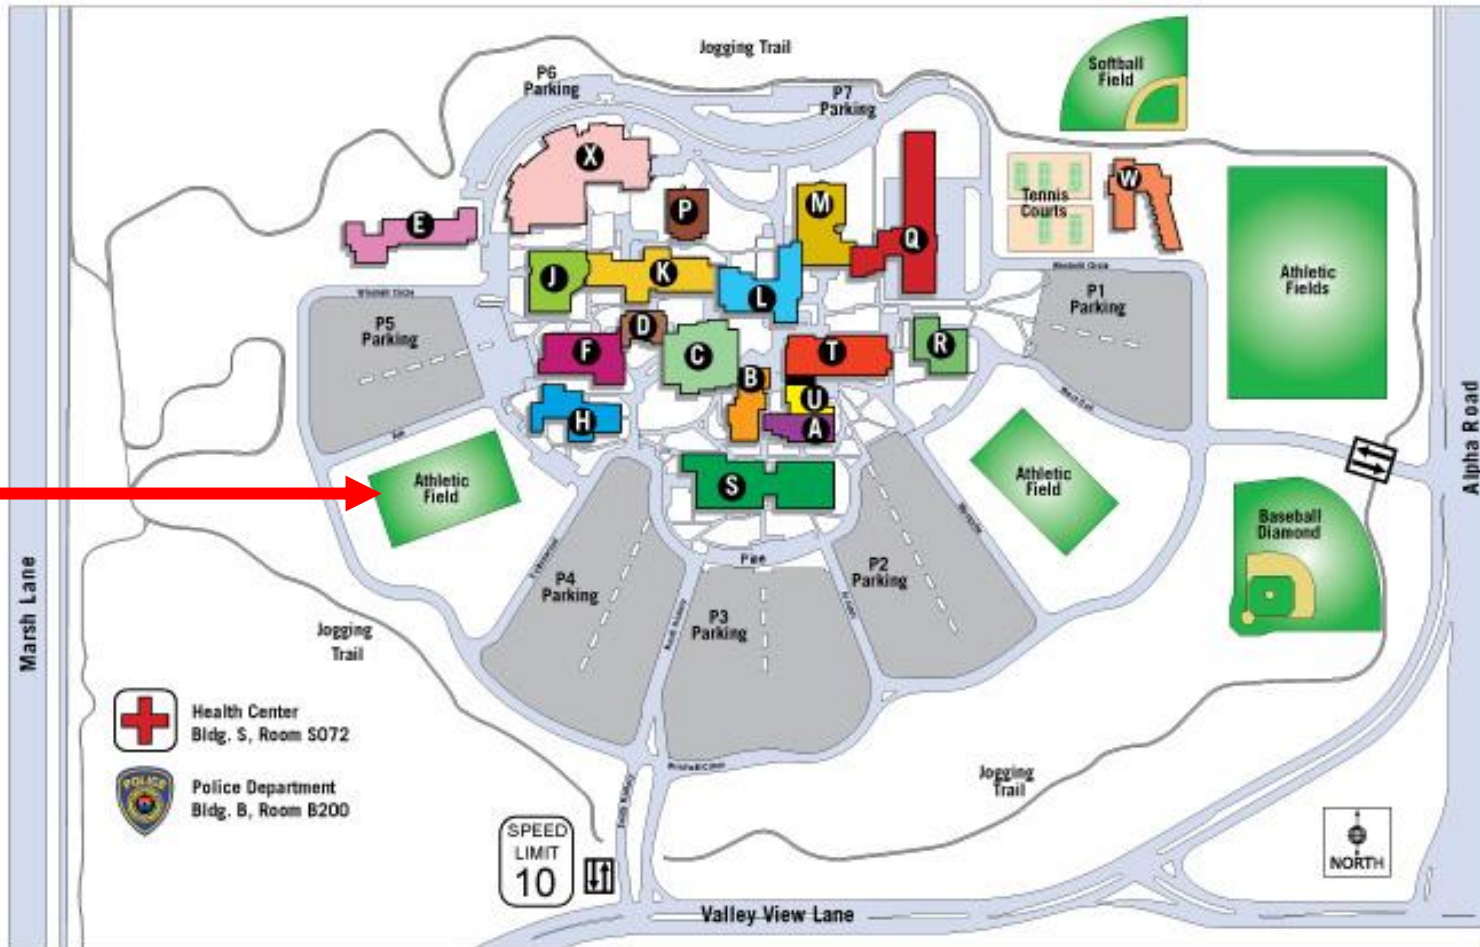 Jogging Trail
P6
Parking
P7
Parking
Softball
Field
X
W
Tennis
Courts
E
P
M
Q
J
K
L
Athletic
Fields
P1
Parking
P5
Parking
D
F
C
T
R
B
U
H
A
S
Athletic
Field
Athletic
Field
Baseball
Diamond
Alpha Road
Marsh Lane
Pine
P4
Parking
P3
Parking
P2
Parking
Jogging
Trail
Health Center
Bldg. S, Room S072
POLICE
Police Department
Bldg. B, Room B200
Jogging
Trail
SPEED
LIMIT
10
NORTH
Valley View Lane